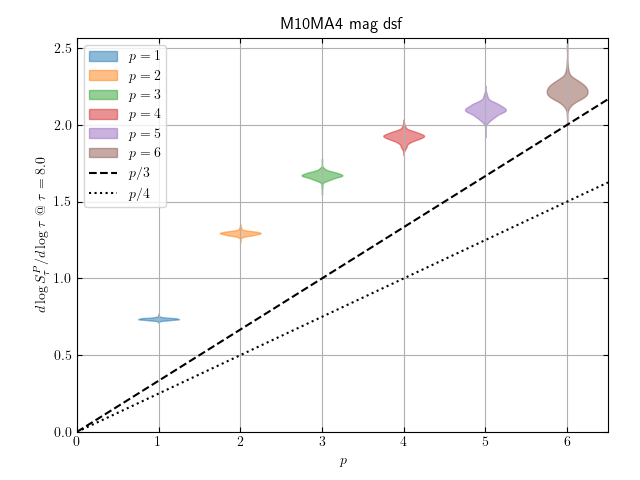 M10MA4 mag dsf
d log S_τ^P / d log τ @ τ = 8.0
2.5
2.0
1.5
1.0
0.5
0.0
p = 1
p = 2
p = 3
p = 4
p = 5
p = 6
p/3
p/4
0 1 2 3 4 5 6
p